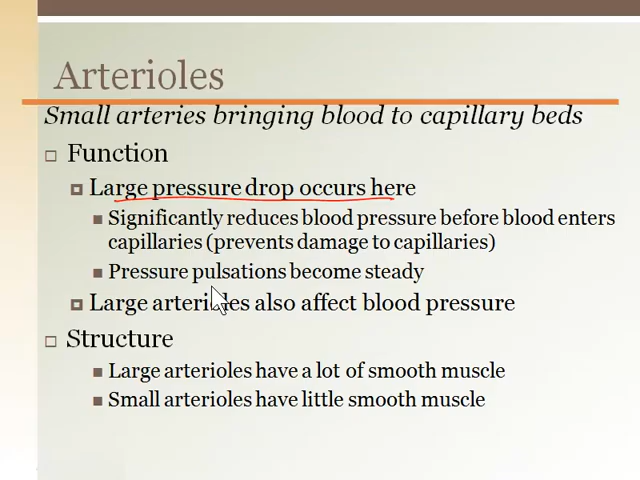 Arterioles
Small arteries bringing blood to capillary beds
Function
Large pressure drop occurs here
Significantly reduces blood pressure before blood enters
capillaries (prevents damage to capillaries)
Pressure pulsations become steady
Large arterioles also affect blood pressure
Structure
Large arterioles have a lot of smooth muscle
Small arterioles have little smooth muscle